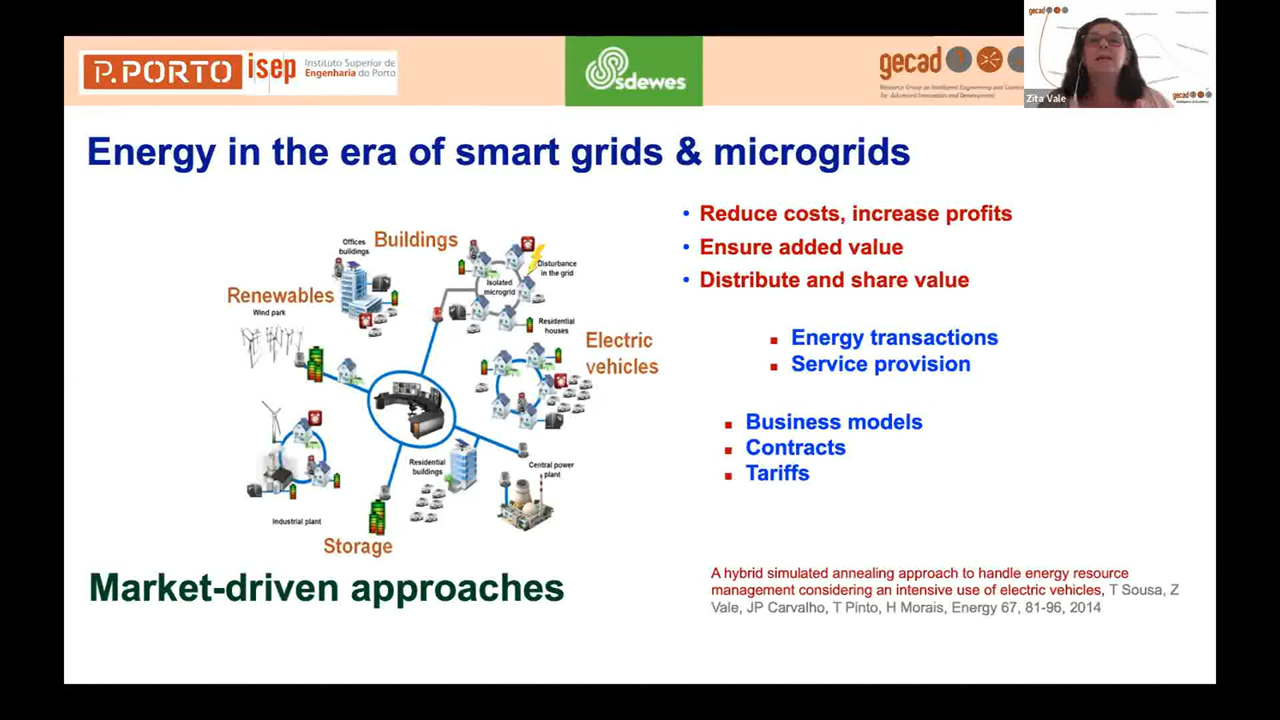 P.PORTO
isep
Instituto Superior de
Engenharia do Porto
sdewes
gecad
gecad
Zita Vale
gecad
Energy in the era of smart grids & microgrids
• Reduce costs, increase profits
• Ensure added value
• Distribute and share value
Energy transactions
Service provision
Business models
Contracts
Tariffs
Buildings
Offices
buildings
Disturbance
in the grid
Isolated
microgrid
Renewables
Wind park
Residential
houses
Electric
vehicles
Residential
buildings
Central power
plant
Industrial plant
Storage
Market-driven approaches
A hybrid simulated annealing approach to handle energy resource
management considering an intensive use of electric vehicles, T Sousa, Z
Vale, JP Carvalho, T Pinto, H Morais, Energy 67, 81-96, 2014